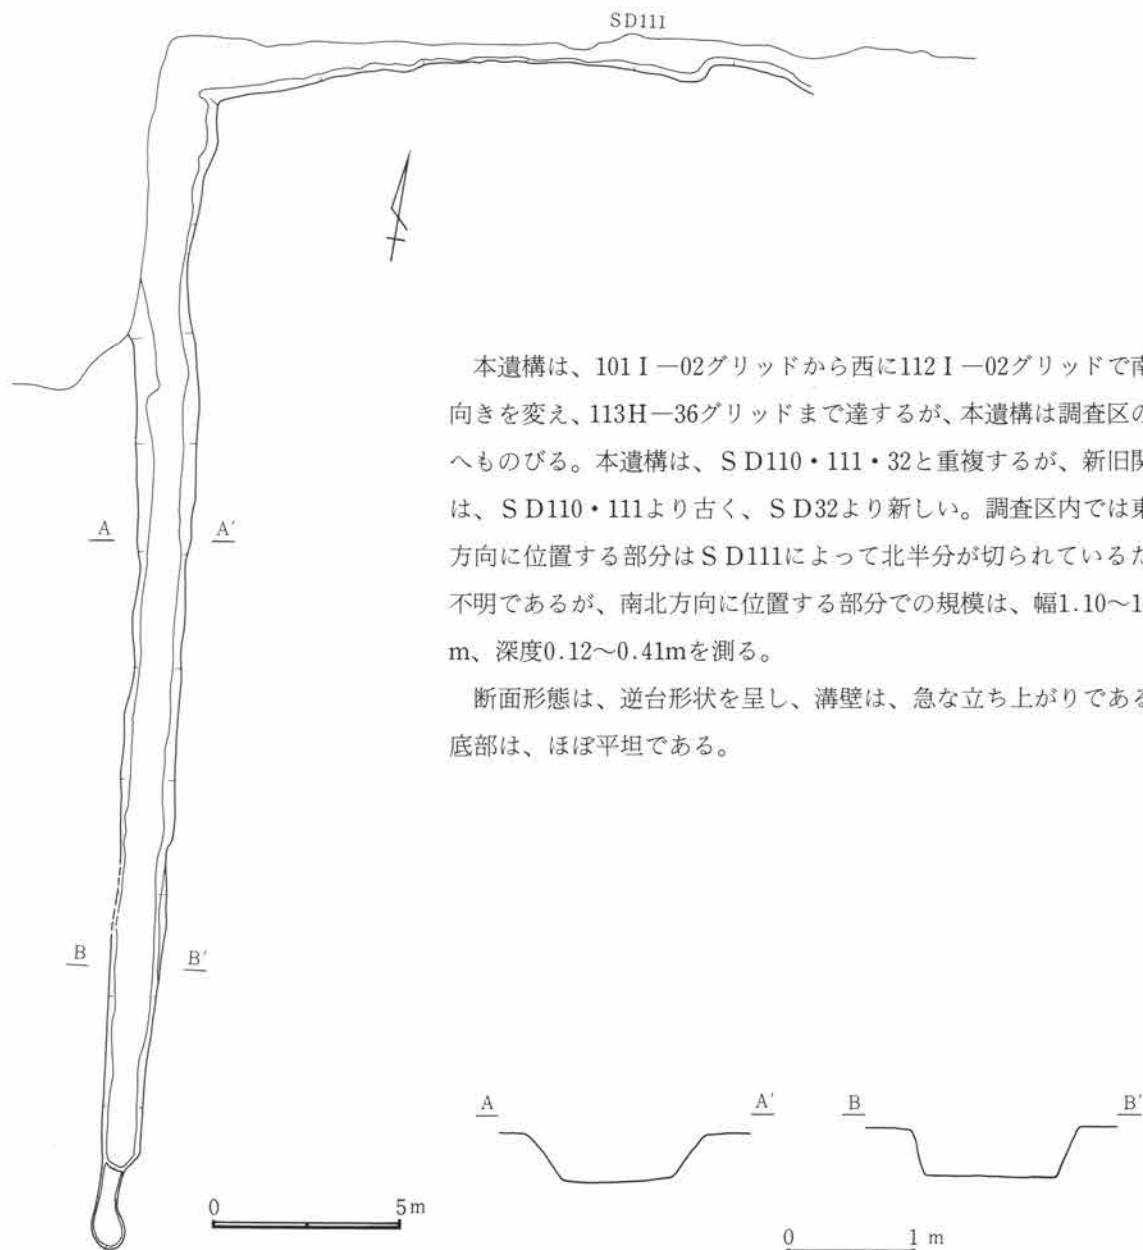 SD111
本遺構は、101Ⅰ―02グリッドから西に112Ⅰ―02グリッドで南
向きを変え、113H―36グリッドまで達するが、本遺構は調査区の
へものびる。本遺構は、SD110・111・32と重複するが、新旧関
は、SD110・111より古く、SD32より新しい。調査区内では東
方向に位置する部分はSD111によって北半分が切られているた
不明であるが、南北方向に位置する部分での規模は、幅1.10〜1
m、深度0.12〜0.41mを測る。
断面形態は、逆台形状を呈し、溝壁は、急な立ち上がりである
底部は、ほぼ平坦である。
A A′
B B′
A A′ B B′
0 5m
0 1 m